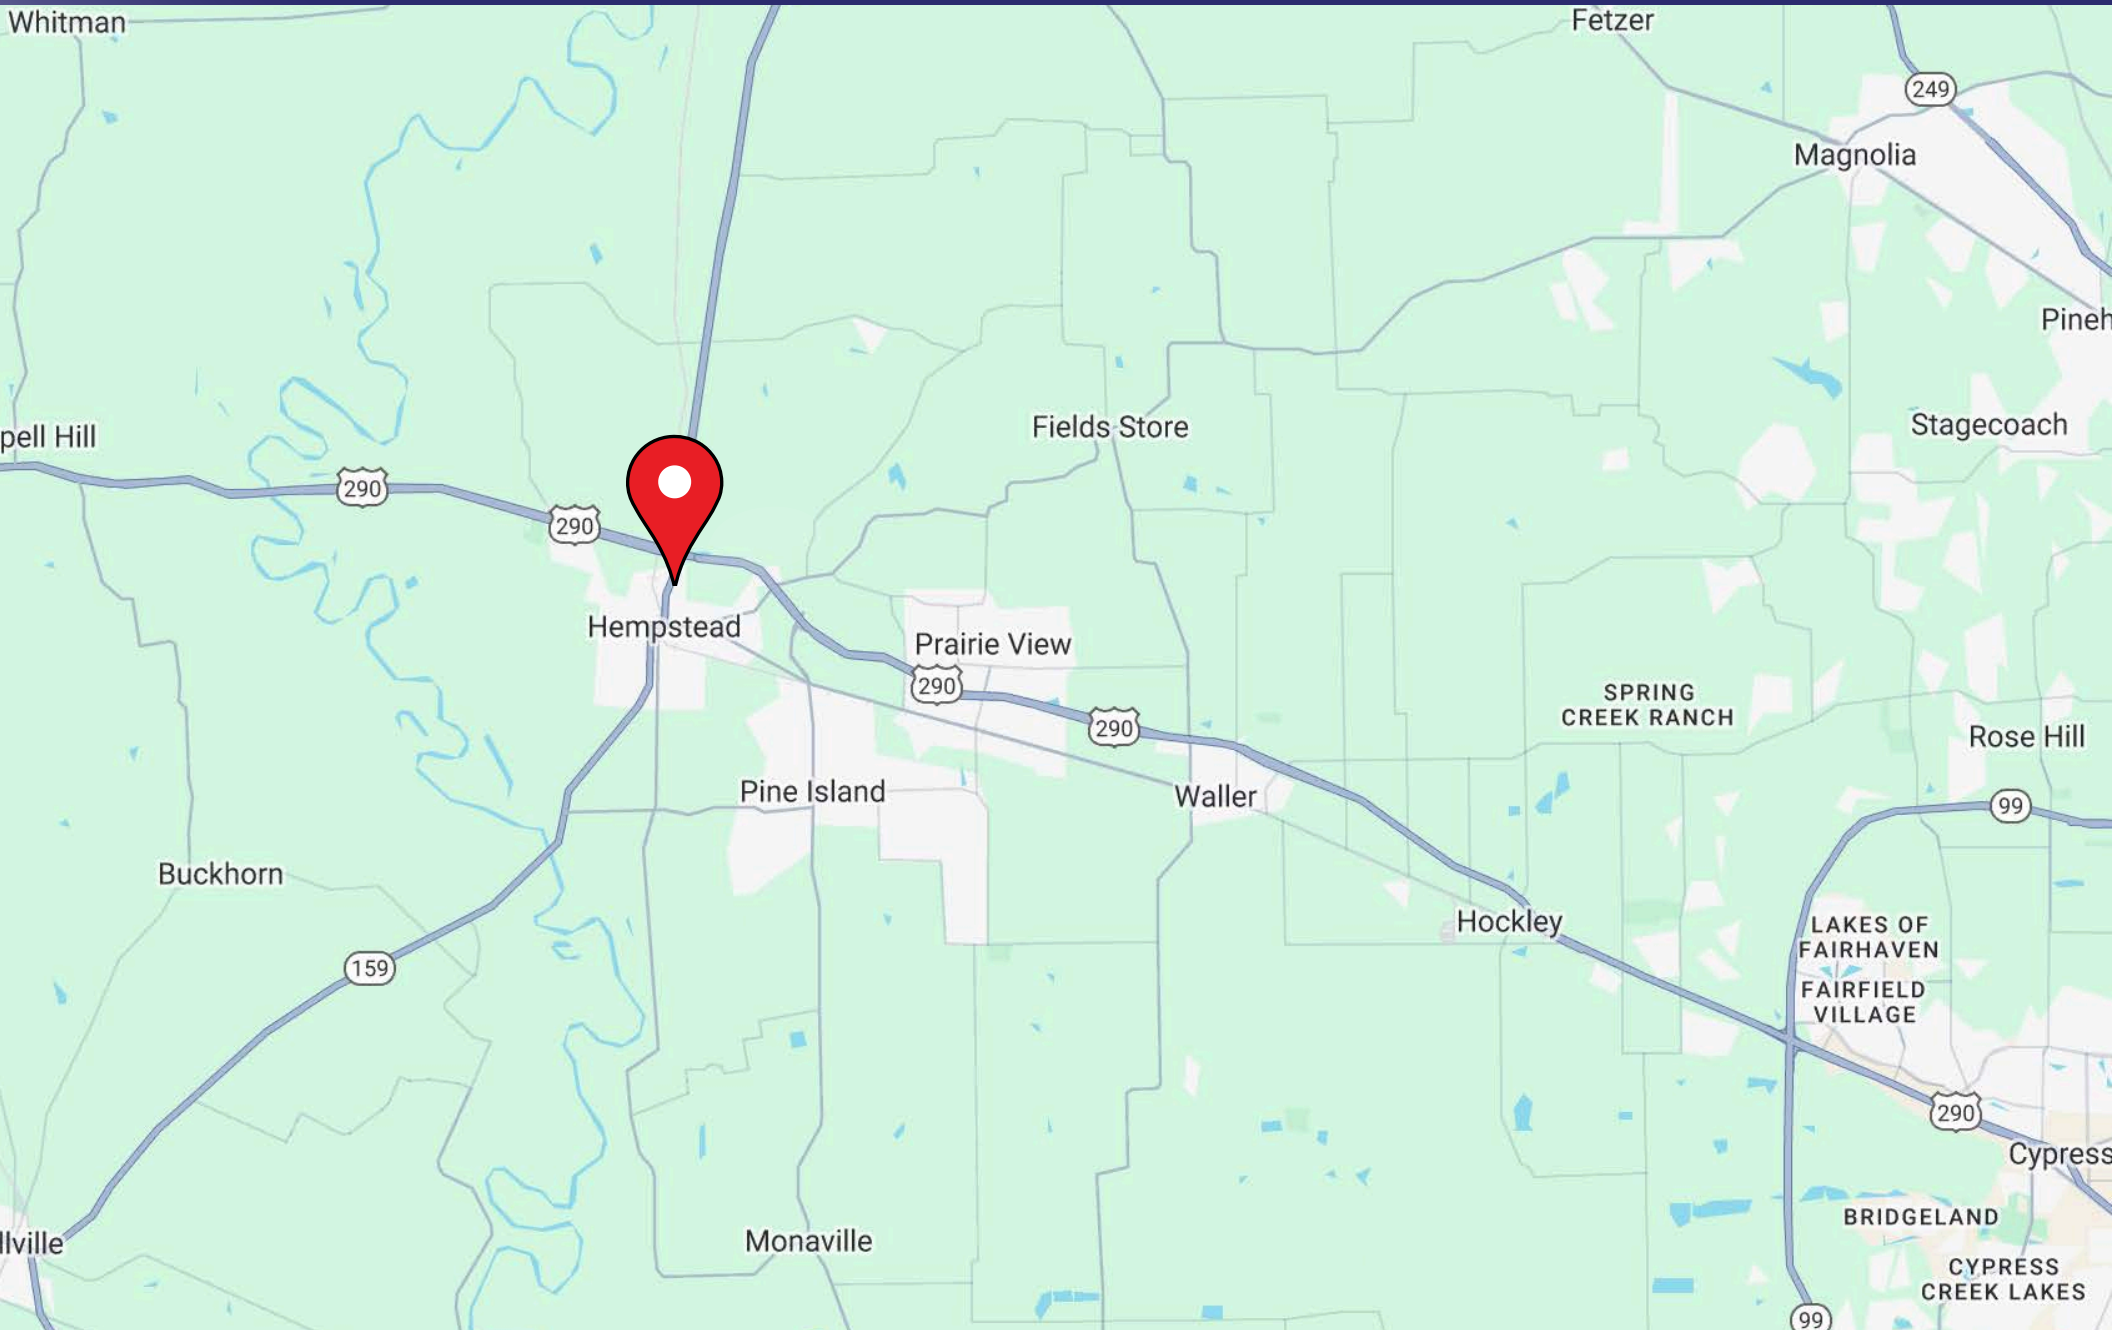 Whitman
Fetzer
249
Magnolia
Pineh
Fields Store
Stagecoach
pell Hill
290
290
Hempstead
Prairie View
290
290
SPRING
CREEK RANCH
Rose Hill
Pine Island
Waller
99
Buckhorn
Hockley
LAKES OF
FAIRHAVEN
159
FAIRFIELD
VILLAGE
290
Cypress
BRIDGELAND
llville
Monaville
CYPRESS
CREEK LAKES
99